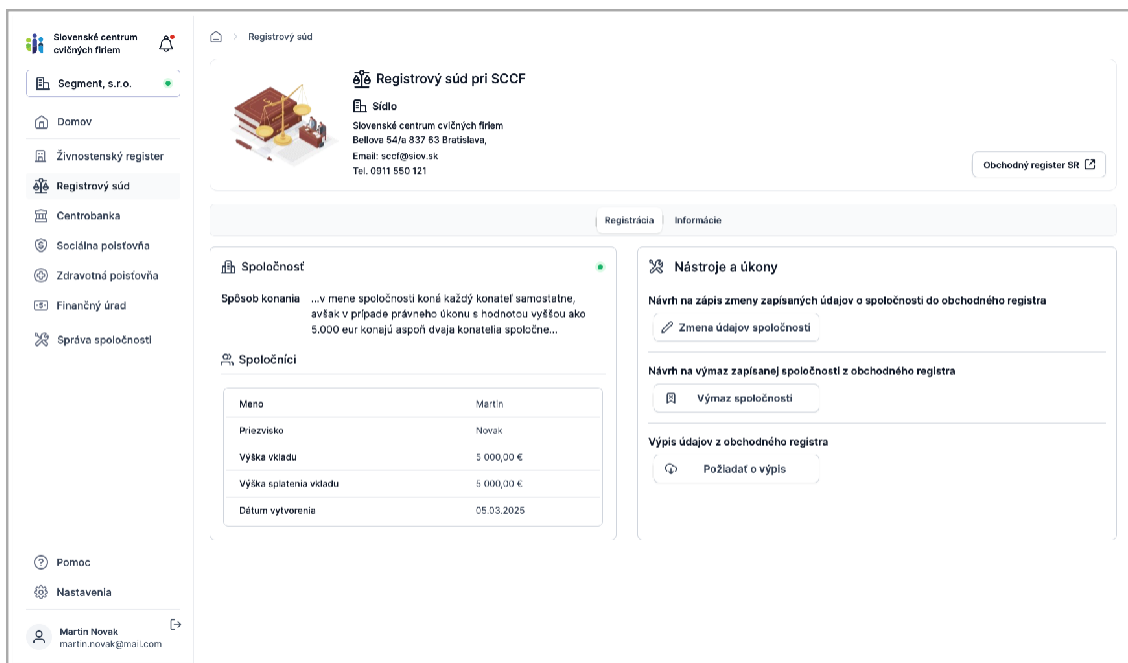 Slovenské centrum
cvičných firiem
Segment, s.r.o.
Domov
Živnostenský register
Registrový súd
Centrobanka
Sociálna poisťovňa
Zdravotná poisťovňa
Finančný úrad
Správa spoločnosti
Pomoc
Nastavenia
Martin Novak
martin.novak@mail.com
Registrový súd
Registrový súd pri SCCF
Sídlo
Slovenské centrum cvičných firiem
Bellova 54/a 837 63 Bratislava,
Email: sccf@siov.sk
Tel. 0911 550 121
Obchodný register SR
Registrácia
Informácie
Spoločnosť
Spôsob konania ...v mene spoločnosti koná každý konateľ samostatne,
avšak v prípade právneho úkonu s hodnotou vyššou ako
5.000 eur konajú aspoň dvaja konatelia spoločne...
Spoločníci
Meno Martin
Priezvisko Novak
Výška vkladu 5 000,00 €
Výška splatenia vkladu 5 000,00 €
Dátum vytvorenia 05.03.2025
Nástroje a úkony
Návrh na zápis zmeny zapísaných údajov o spoločnosti do obchodného registra
Zmena údajov spoločnosti
Návrh na výmaz zapísanej spoločnosti z obchodného registra
Výmaz spoločnosti
Výpis údajov z obchodného registra
Požiadať o výpis